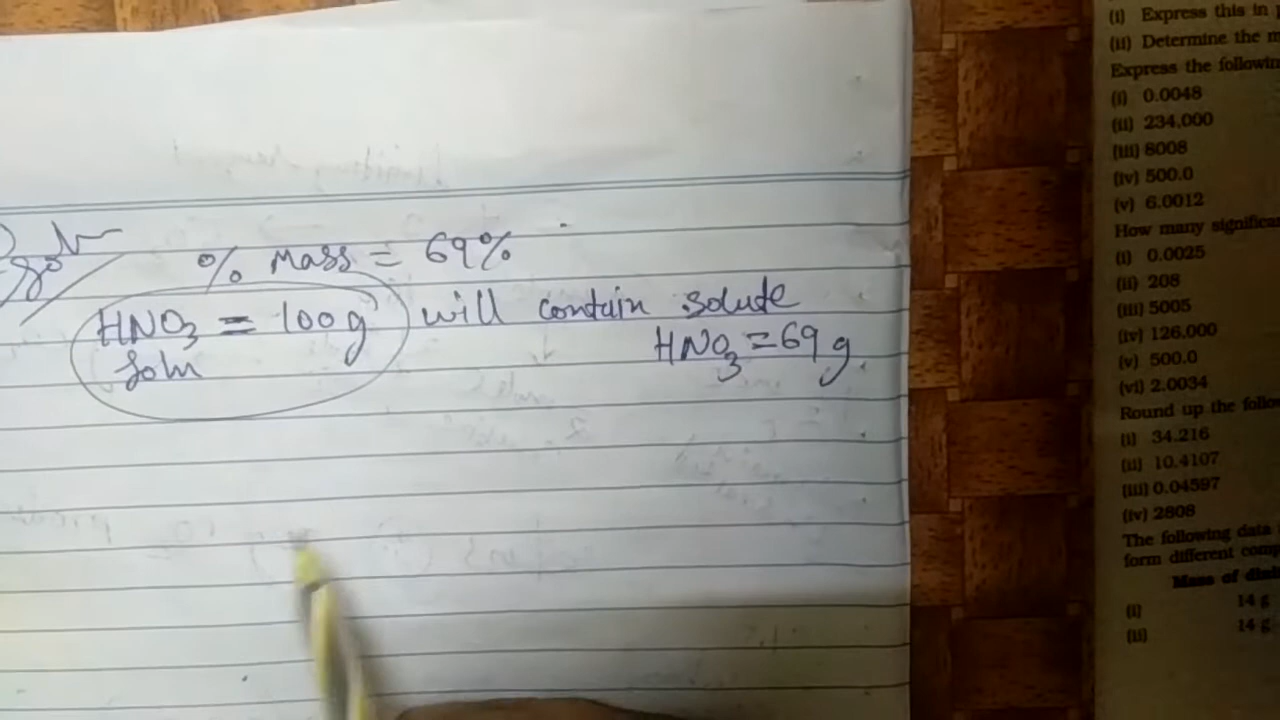 % Mass = 69%
HNO3 = 100g will contain solute
Soln HNO3 = 69 g.
(i) Express this in
(ii) Determine the m
Express the followin
(i) 0.0048
(ii) 234,000
(iii) 8008
(iv) 500.0
(v) 6.0012
How many significa
(i) 0.0025
(ii) 208
(iii) 5005
(iv) 126,000
(v) 500.0
(vi) 2.0034
Round up the follo
(i) 34.216
(ii) 10.4107
(iii) 0.04597
(iv) 2808
The following data
form different comp
Mass of
(i) 14 g
(ii) 14 g